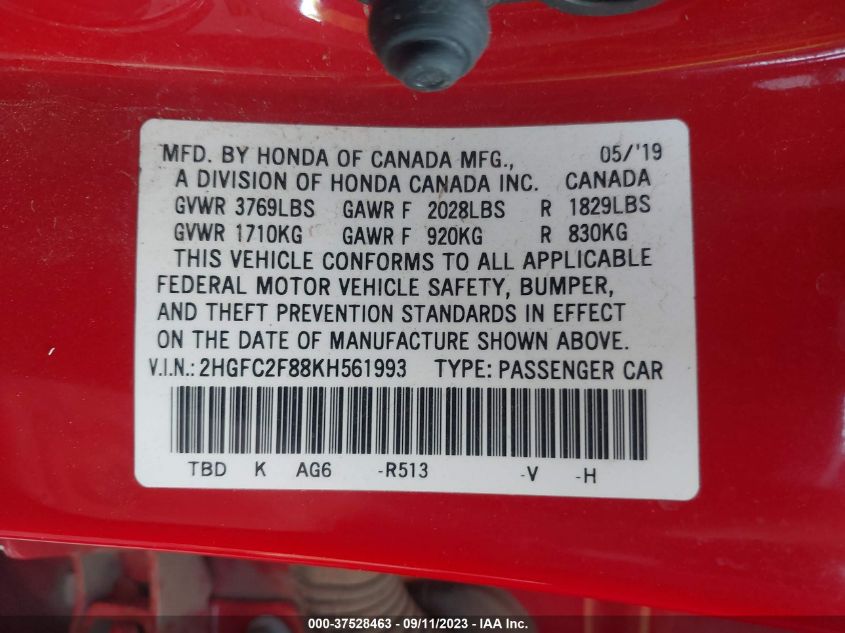 MFD. BY HONDA OF CANADA MFG., 05/'19
A DIVISION OF HONDA CANADA INC. CANADA
GVWR 3769LBS GAWR F 2028LBS R 1829LBS
GVWR 1710KG GAWR F 920KG R 830KG
THIS VEHICLE CONFORMS TO ALL APPLICABLE
FEDERAL MOTOR VEHICLE SAFETY, BUMPER,
AND THEFT PREVENTION STANDARDS IN EFFECT
ON THE DATE OF MANUFACTURE SHOWN ABOVE.
V.I.N.: 2HGFC2F88KH561993 TYPE: PASSENGER CAR
TBD K AG6 -R513 -V -H
000-37528463 - 09/11/2023 - IAA Inc.